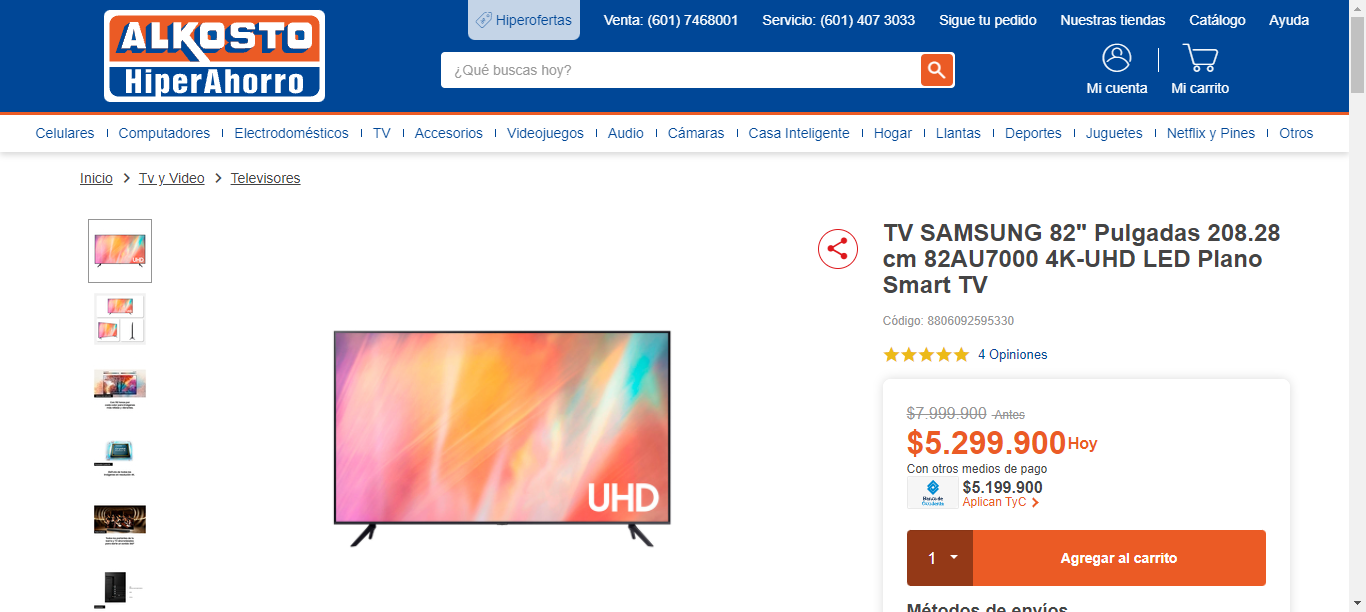 ALKOSTO
HiperAhorro
Hiperofertas
Venta: (601) 7468001
Servicio: (601) 407 3033
Sigue tu pedido
Nuestras tiendas
Catálogo
Ayuda
¿Qué buscas hoy?
Mi cuenta
Mi carrito
Celulares
Computadores
Electrodomésticos
TV
Accesorios
Videojuegos
Audio
Cámaras
Casa Inteligente
Hogar
Llantas
Deportes
Juguetes
Netflix y Pines
Otros
Inicio > Tv y Video > Televisores
UHD
UHD
TV SAMSUNG 82" Pulgadas 208.28
cm 82AU7000 4K-UHD LED Plano
Smart TV
Código: 8806092595330
4 Opiniones
$7.999.900 Antes
$5.299.900 Hoy
Con otros medios de pago
Banco de
Occidente
$5.199.900
Aplican TyC >
1
Agregar al carrito
Métodos de envíos